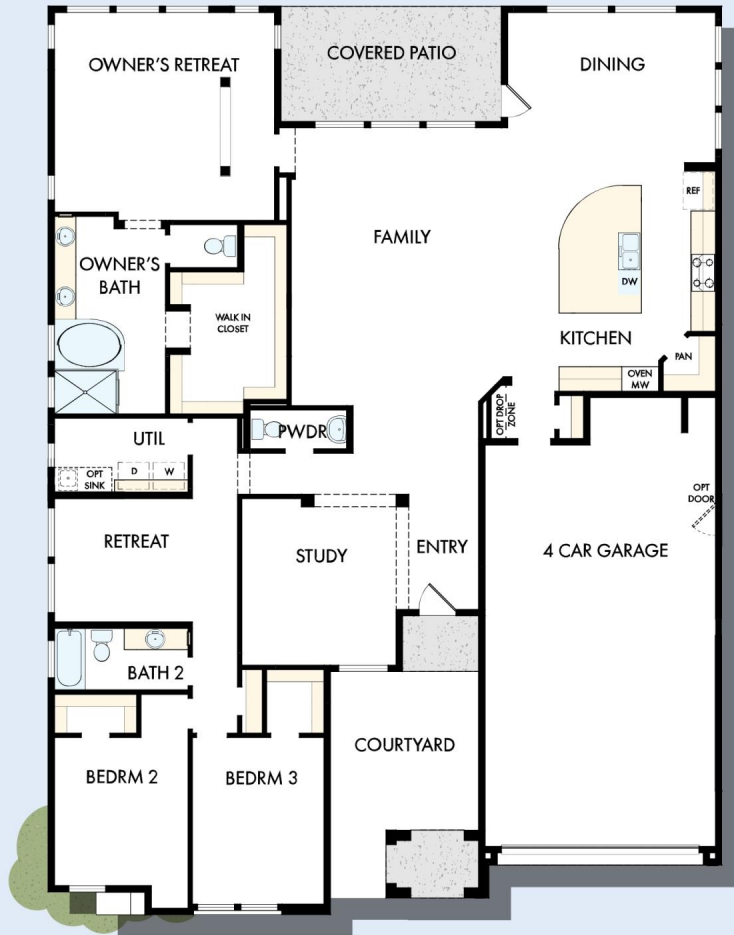 OWNER'S RETREAT
COVERED PATIO
DINING
REF
FAMILY
OWNER'S
BATH
DW
WALK IN
CLOSET
KITCHEN
PAN
OVEN
MW
OPT DROP
ZONE
PWDR
UTIL
OPT
SINK
D
W
OPT
DOOR
RETREAT
STUDY
ENTRY
4 CAR GARAGE
BATH 2
COURTYARD
BEDRM 2
BEDRM 3